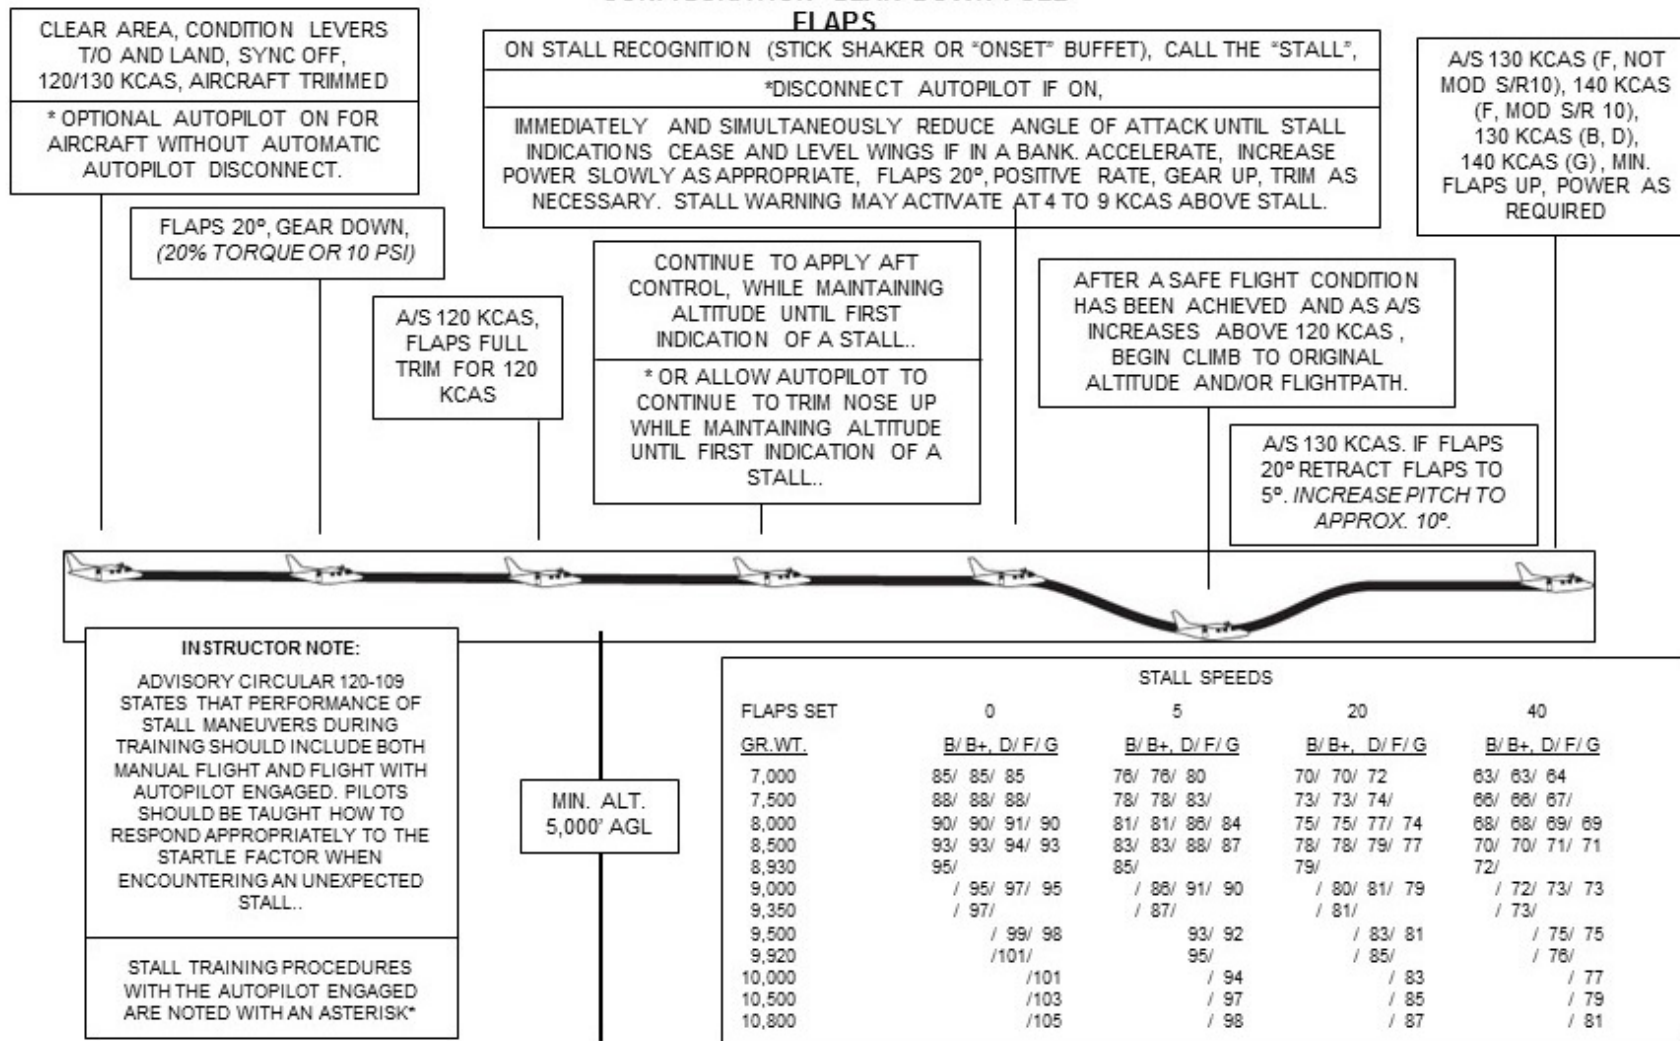 FLAPS
CLEAR AREA, CONDITION LEVERS
T/O AND LAND, SYNC OFF,
120/130 KCAS, AIRCRAFT TRIMMED
* OPTIONAL AUTOPILOT ON FOR
AIRCRAFT WITHOUT AUTOMATIC
AUTOPILOT DISCONNECT.
FLAPS 20º, GEAR DOWN,
(20% TORQUE OR 10 PSI)
A/S 120 KCAS,
FLAPS FULL
TRIM FOR 120
KCAS
ON STALL RECOGNITION (STICK SHAKER OR “ONSET” BUFFET), CALL THE “STALL”,
*DISCONNECT AUTOPILOT IF ON,
IMMEDIATELY AND SIMULTANEOUSLY REDUCE ANGLE OF ATTACK UNTIL STALL
INDICATIONS CEASE AND LEVEL WINGS IF IN A BANK. ACCELERATE, INCREASE
POWER SLOWLY AS APPROPRIATE, FLAPS 20º, POSITIVE RATE, GEAR UP, TRIM AS
NECESSARY. STALL WARNING MAY ACTIVATE AT 4 TO 9 KCAS ABOVE STALL.
CONTINUE TO APPLY AFT
CONTROL, WHILE MAINTAINING
ALTITUDE UNTIL FIRST
INDICATION OF A STALL..
* OR ALLOW AUTOPILOT TO
CONTINUE TO TRIM NOSE UP
WHILE MAINTAINING ALTITUDE
UNTIL FIRST INDICATION OF A
STALL..
AFTER A SAFE FLIGHT CONDITION
HAS BEEN ACHIEVED AND AS A/S
INCREASES ABOVE 120 KCAS ,
BEGIN CLIMB TO ORIGINAL
ALTITUDE AND/OR FLIGHTPATH.
A/S 130 KCAS. IF FLAPS
20º RETRACT FLAPS TO
5º. INCREASE PITCH TO
APPROX. 10º.
A/S 130 KCAS (F, NOT
MOD S/R10), 140 KCAS
(F, MOD S/R 10),
130 KCAS (B, D),
140 KCAS (G) , MIN.
FLAPS UP, POWER AS
REQUIRED
INSTRUCTOR NOTE:
ADVISORY CIRCULAR 120-109
STATES THAT PERFORMANCE OF
STALL MANEUVERS DURING
TRAINING SHOULD INCLUDE BOTH
MANUAL FLIGHT AND FLIGHT WITH
AUTOPILOT ENGAGED. PILOTS
SHOULD BE TAUGHT HOW TO
RESPOND APPROPRIATELY TO THE
STARTLE FACTOR WHEN
ENCOUNTERING AN UNEXPECTED
STALL..
STALL TRAINING PROCEDURES
WITH THE AUTOPILOT ENGAGED
ARE NOTED WITH AN ASTERISK*
MIN. ALT.
5,000' AGL
STALL SPEEDS
FLAPS SET 0 5 20 40
GR.WT. B/ B+, D/ F/ G B/ B+, D/ F/ G B/ B+, D/ F/ G B/ B+, D/ F/ G
7,000 85/ 85/ 85 76/ 76/ 80 70/ 70/ 72 63/ 63/ 64
7,500 88/ 88/ 88/ 78/ 78/ 83/ 73/ 73/ 74/ 66/ 66/ 67/
8,000 90/ 90/ 91/ 90 81/ 81/ 86/ 84 75/ 75/ 77/ 74 68/ 68/ 69/ 69
8,500 93/ 93/ 94/ 93 83/ 83/ 88/ 87 78/ 78/ 79/ 77 70/ 70/ 71/ 71
8,930 95/ 85/ 79/ 72/
9,000 / 95/ 97/ 95 / 86/ 91/ 90 / 80/ 81/ 79 / 72/ 73/ 73
9,350 / 97/ / 87/ / 81/ / 73/
9,500 / 99/ 98 93/ 92 / 83/ 81 / 75/ 75
9,920 /101/ 95/ / 85/ / 76/
10,000 /101 / 94 / 83 / 77
10,500 /103 / 97 / 85 / 79
10,800 /105 / 98 / 87 / 81